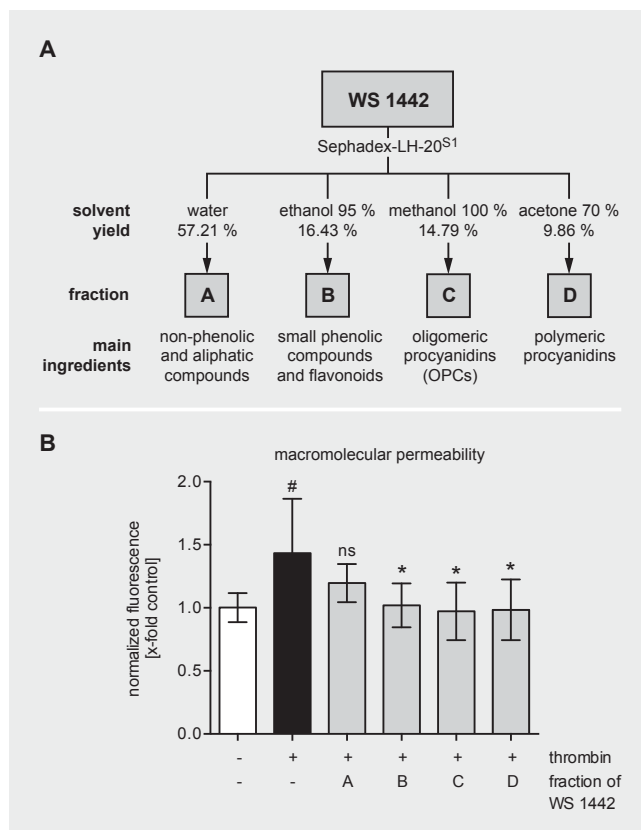 A
WS 1442
Sephadex-LH-20S1
solvent water ethanol 95 % methanol 100 % acetone 70 %
yield 57.21 % 16.43 % 14.79 % 9.86 %
fraction A B C D
main non-phenolic small phenolic oligomeric polymeric
ingredients and aliphatic compounds procyanidins procyanidins
compounds and flavonoids (OPCs)
B
macromolecular permeability
normalized fluorescence
[x-fold control]
2.0
1.5
1.0
0.5
0.0
# ns * * *
- + + + + + thrombin
- - A B C D fraction of
WS 1442